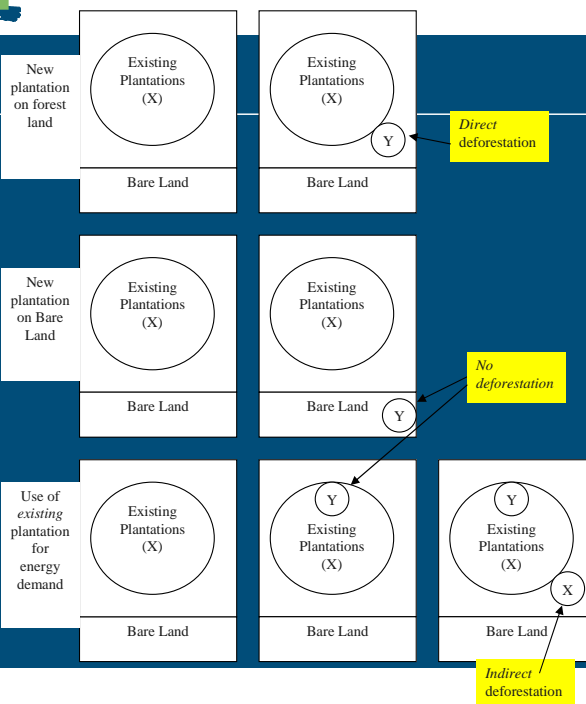 New
plantation
on forest
land
Existing
Plantations
(X)
Bare Land
Existing
Plantations
(X)
Y
Bare Land
Direct
deforestation
New
plantation
on Bare
Land
Existing
Plantations
(X)
Bare Land
Existing
Plantations
(X)
Bare Land
Y
No
deforestation
Use of
existing
plantation
for
energy
demand
Existing
Plantations
(X)
Bare Land
Y
Existing
Plantations
(X)
Bare Land
Y
Existing
Plantations
(X)
X
Bare Land
Indirect
deforestation